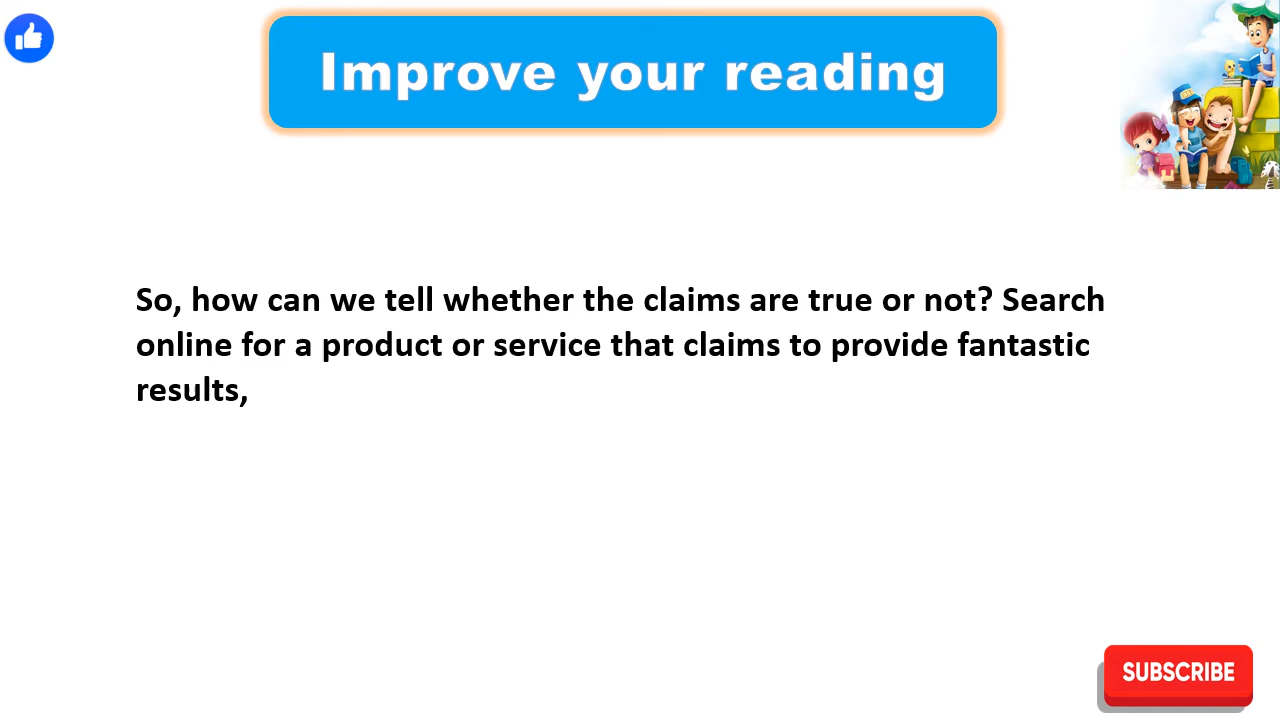 Improve your reading
So, how can we tell whether the claims are true or not? Search
online for a product or service that claims to provide fantastic
results,
SUBSCRIBE